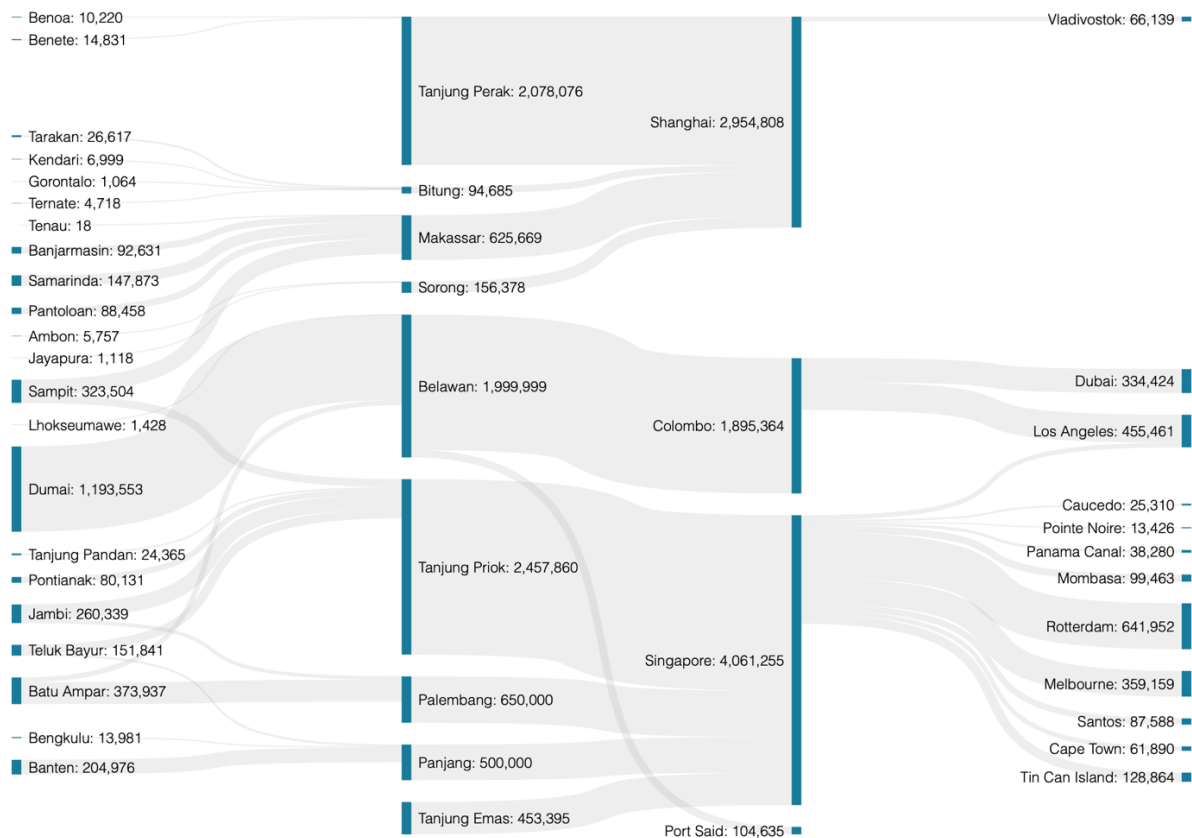 Benoa: 10,220
Benete: 14,831
Tarakan: 26,617
Kendari: 6,999
Gorontalo: 1,064
Ternate: 4,718
Tenau: 18
Banjarmasin: 92,631
Samarinda: 147,873
Pantoloan: 88,458
Ambon: 5,757
Jayapura: 1,118
Sampit: 323,504
Lhokseumawe: 1,428
Dumai: 1,193,553
Tanjung Pandan: 24,365
Pontianak: 80,131
Jambi: 260,339
Teluk Bayur: 151,841
Batu Ampar: 373,937
Bengkulu: 13,981
Banten: 204,976
Tanjung Perak: 2,078,076
Bitung: 94,685
Makassar: 625,669
Sorong: 156,378
Belawan: 1,999,999
Tanjung Priok: 2,457,860
Palembang: 650,000
Panjang: 500,000
Tanjung Emas: 453,395
Shanghai: 2,954,808
Colombo: 1,895,364
Singapore: 4,061,255
Port Said: 104,635
Vladivostok: 66,139
Dubai: 334,424
Los Angeles: 455,461
Caucedo: 25,310
Pointe Noire: 13,426
Panama Canal: 38,280
Mombasa: 99,463
Rotterdam: 641,952
Melbourne: 359,159
Santos: 87,588
Cape Town: 61,890
Tin Can Island: 128,864